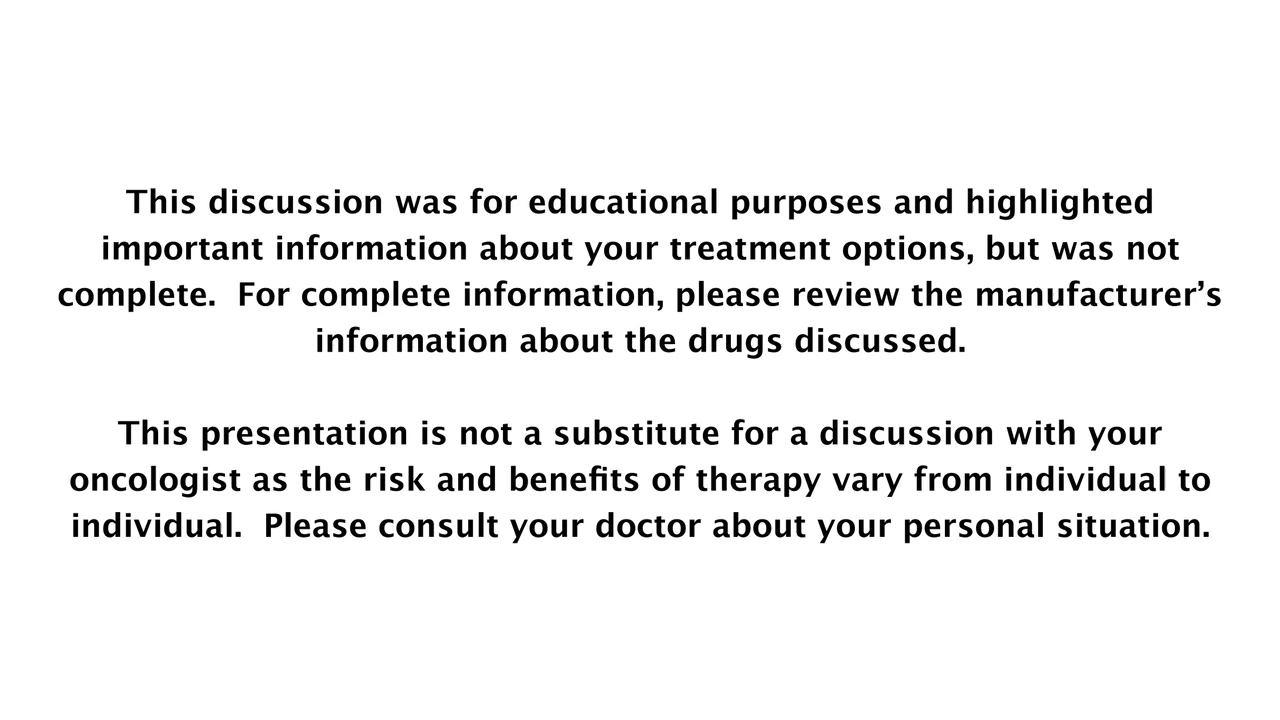 This discussion was for educational purposes and highlighted
important information about your treatment options, but was not
complete.  For complete information, please review the manufacturer’s
information about the drugs discussed.
This presentation is not a substitute for a discussion with your
oncologist as the risk and benefits of therapy vary from individual to
individual.  Please consult your doctor about your personal situation.